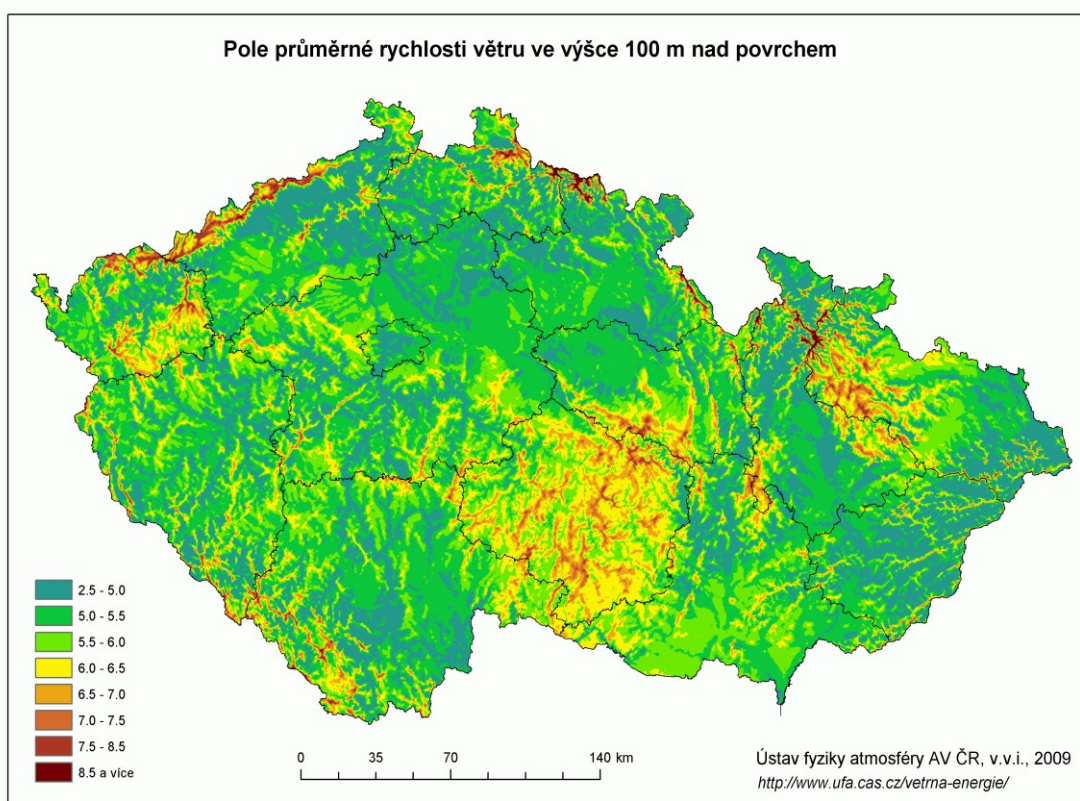 Pole průměrné rychlosti větru ve výšce 100 m nad povrchem
2.5 - 5.0
5.0 - 5.5
5.5 - 6.0
6.0 - 6.5
6.5 - 7.0
7.0 - 7.5
7.5 - 8.5
8.5 a více
0 35 70 140 km
Ústav fyziky atmosféry AV ČR, v.v.i., 2009
http://www.ufa.cas.cz/vetrna-energie/